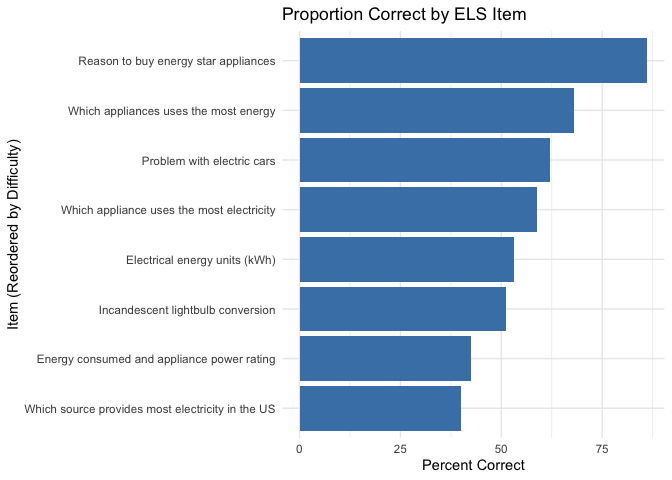 Proportion Correct by ELS Item
Item (Reordered by Difficulty)
Reason to buy energy star appliances
Which appliances uses the most energy
Problem with electric cars
Which appliance uses the most electricity
Electrical energy units (kWh)
Incandescent lightbulb conversion
Energy consumed and appliance power rating
Which source provides most electricity in the US
0 25 50 75
Percent Correct